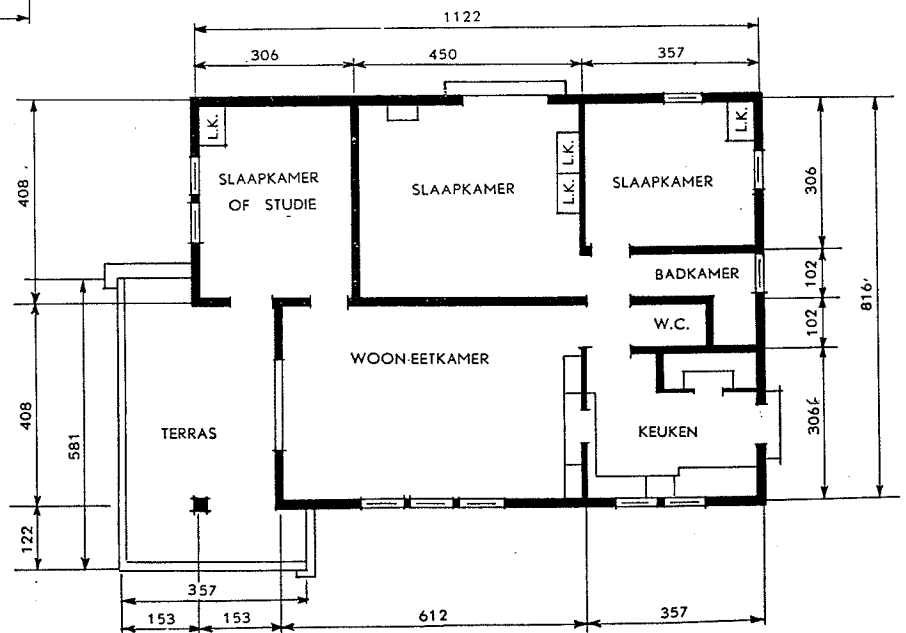 1122
306 450 357
L.K.
L.K.
L.K.
L.K.
SLAAPKAMER
OF STUDIE
SLAAPKAMER
SLAAPKAMER
408
306
BADKAMER
102
816
W.C.
102
WOON-EETKAMER
TERRAS
KEUKEN
408
581
306
122
357
153 153 612 357